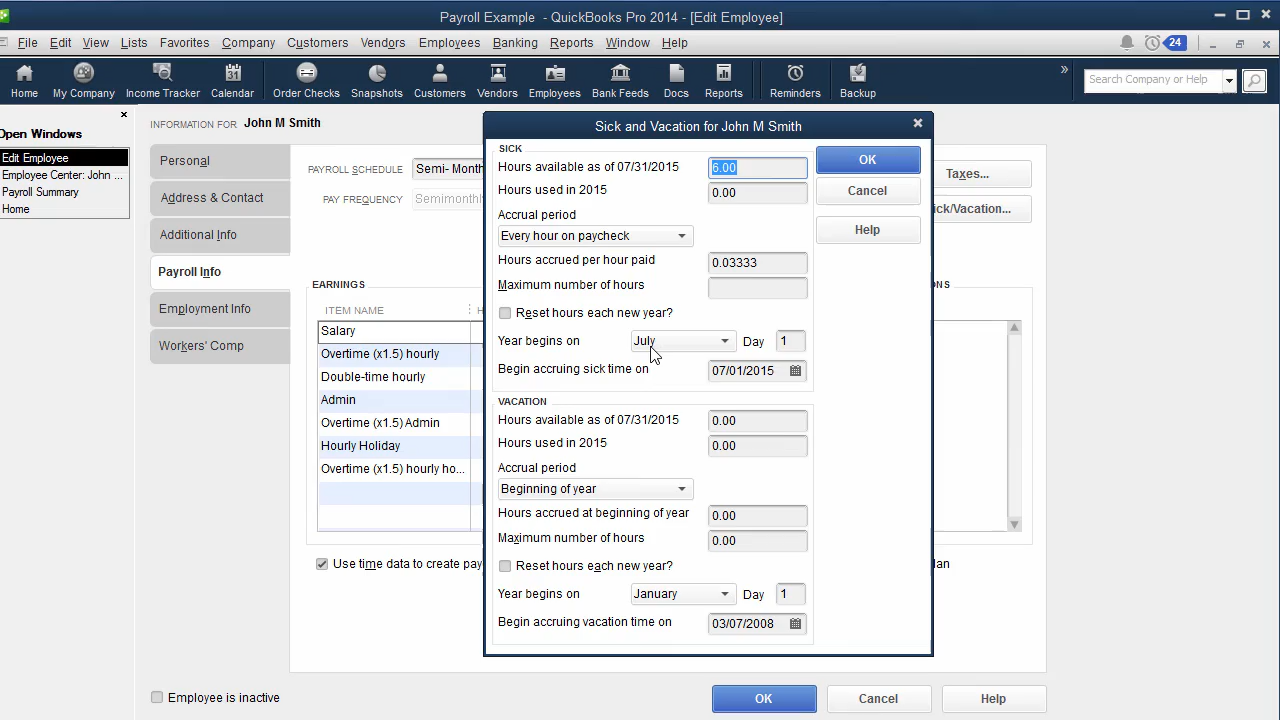 Payroll Example - QuickBooks Pro 2014 - [Edit Employee]
File Edit View Lists Favorites Company Customers Vendors Employees Banking Reports Window Help
24
Home My Company Income Tracker Calendar Order Checks Snapshots Customers Vendors Employees Bank Feeds Docs Reports Reminders Backup
Search Company or Help
Open Windows
Edit Employee
Employee Center: John ...
Payroll Summary
Home
INFORMATION FOR John M Smith
Personal
Address & Contact
Additional Info
Payroll Info
Employment Info
Workers' Comp
PAYROLL SCHEDULE Semi- Month
PAY FREQUENCY Semimonthly
EARNINGS
ITEM NAME
Salary
Overtime (x1.5) hourly
Double-time hourly
Admin
Overtime (x1.5) Admin
Hourly Holiday
Overtime (x1.5) hourly ho...
Use time data to create pay
Sick and Vacation for John M Smith
SICK
Hours available as of 07/31/2015 6.00
Hours used in 2015 0.00
Accrual period
Every hour on paycheck
Hours accrued per hour paid 0.03333
Maximum number of hours
Reset hours each new year?
Year begins on July Day 1
Begin accruing sick time on 07/01/2015
VACATION
Hours available as of 07/31/2015 0.00
Hours used in 2015 0.00
Accrual period
Beginning of year
Hours accrued at beginning of year 0.00
Maximum number of hours 0.00
Reset hours each new year?
Year begins on January Day 1
Begin accruing vacation time on 03/07/2008
OK
Cancel
Help
Taxes...
ick/Vacation...
ONS
lan
Employee is inactive
OK Cancel Help